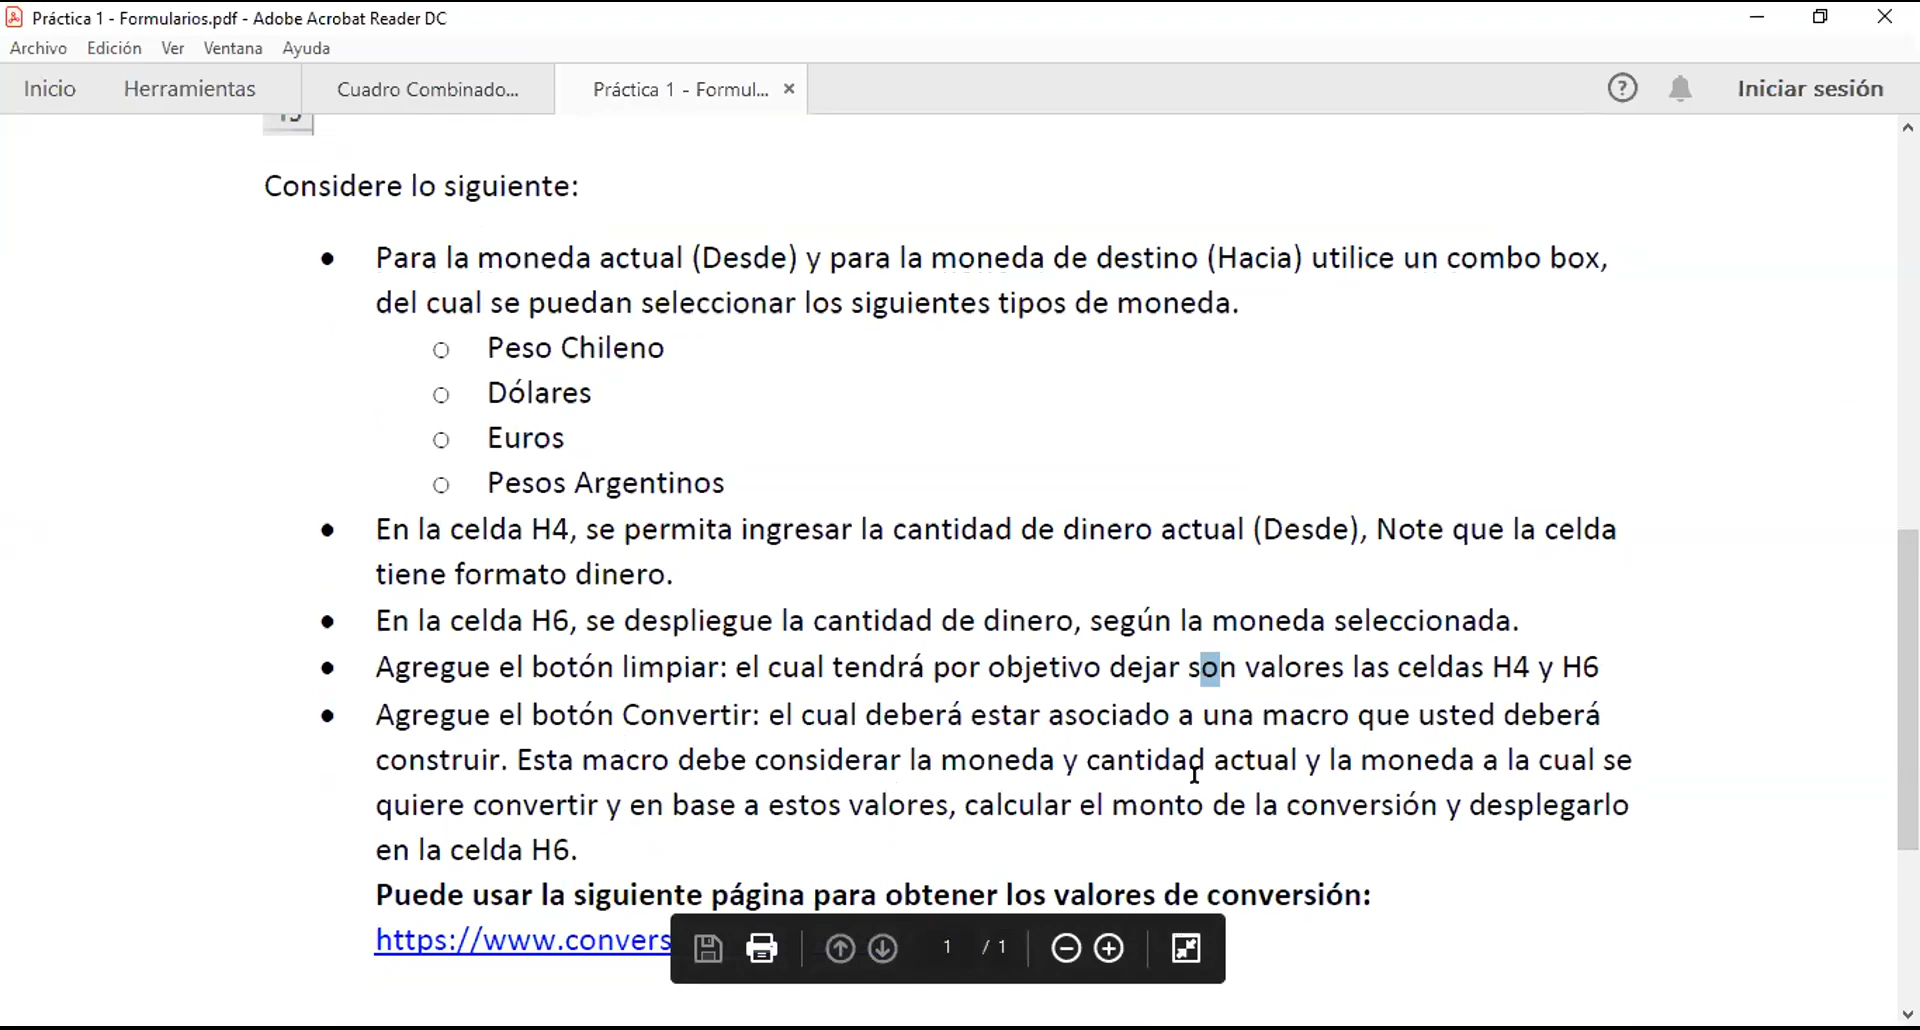 Práctica 1 - Formularios.pdf - Adobe Acrobat Reader DC
Archivo Edición Ver Ventana Ayuda
Inicio Herramientas Cuadro Combinado... Práctica 1 - Formul... × ? Iniciar sesión
Considere lo siguiente:
• Para la moneda actual (Desde) y para la moneda de destino (Hacia) utilice un combo box,
del cual se puedan seleccionar los siguientes tipos de moneda.
○ Peso Chileno
○ Dólares
○ Euros
○ Pesos Argentinos
• En la celda H4, se permita ingresar la cantidad de dinero actual (Desde), Note que la celda
tiene formato dinero.
• En la celda H6, se despliegue la cantidad de dinero, según la moneda seleccionada.
• Agregue el botón limpiar: el cual tendrá por objetivo dejar son valores las celdas H4 y H6
• Agregue el botón Convertir: el cual deberá estar asociado a una macro que usted deberá
construir. Esta macro debe considerar la moneda y cantidad actual y la moneda a la cual se
quiere convertir y en base a estos valores, calcular el monto de la conversión y desplegarlo
en la celda H6.
Puede usar la siguiente página para obtener los valores de conversión:
https://www.convers
1 / 1